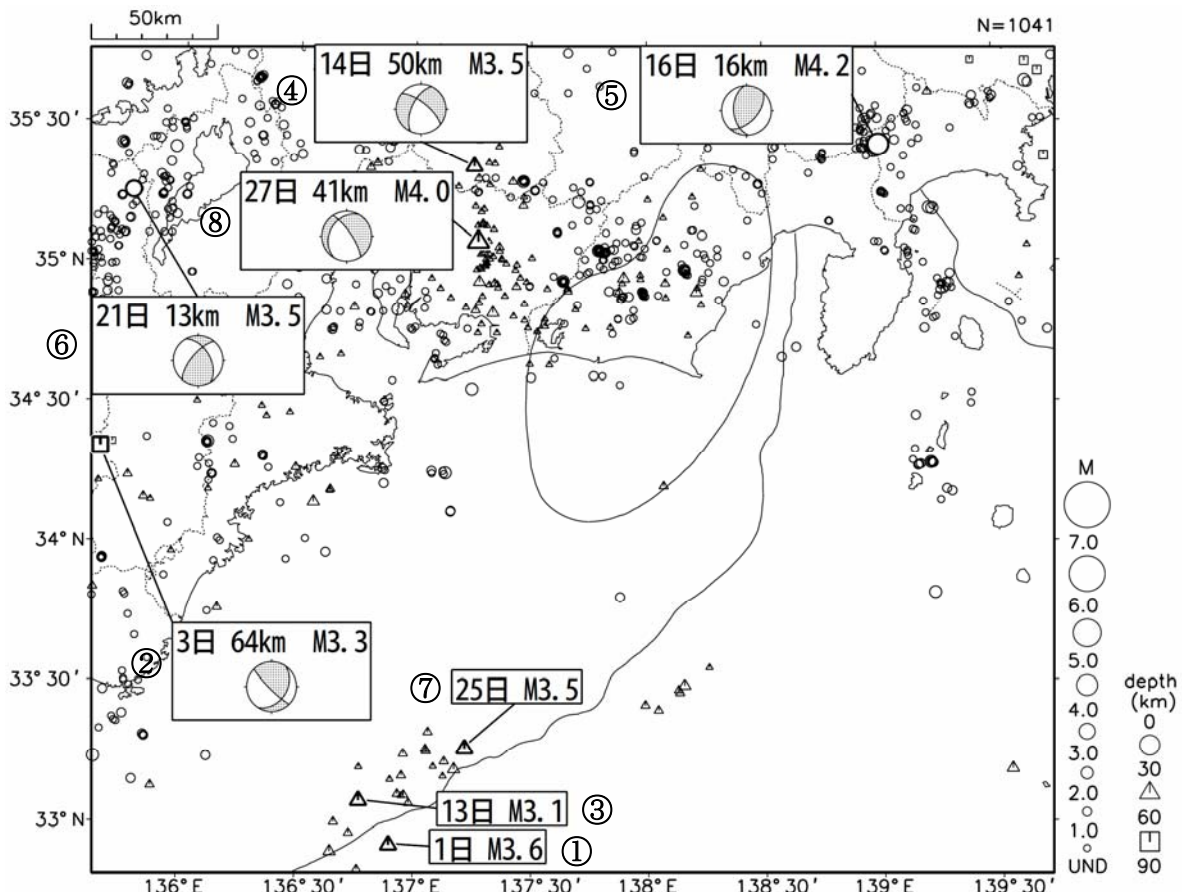 50km
N=1041
④
14日 50km M3.5
⑤
16日 16km M4.2
35°30′
⑧
27日 41km M4.0
35°N
⑥
21日 13km M3.5
34°30′
34°N
②
3日 64km M3.3
33°30′
⑦
25日 M3.5
13日 M3.1
③
33°N
1日 M3.6
①
136°E
136.5°E
137°E
137.5°E
138°E
138.5°E
139°E
139.5°E
M
7.0
6.0
5.0
4.0
3.0
2.0
1.0
UND
depth
(km)
0
30
60
90